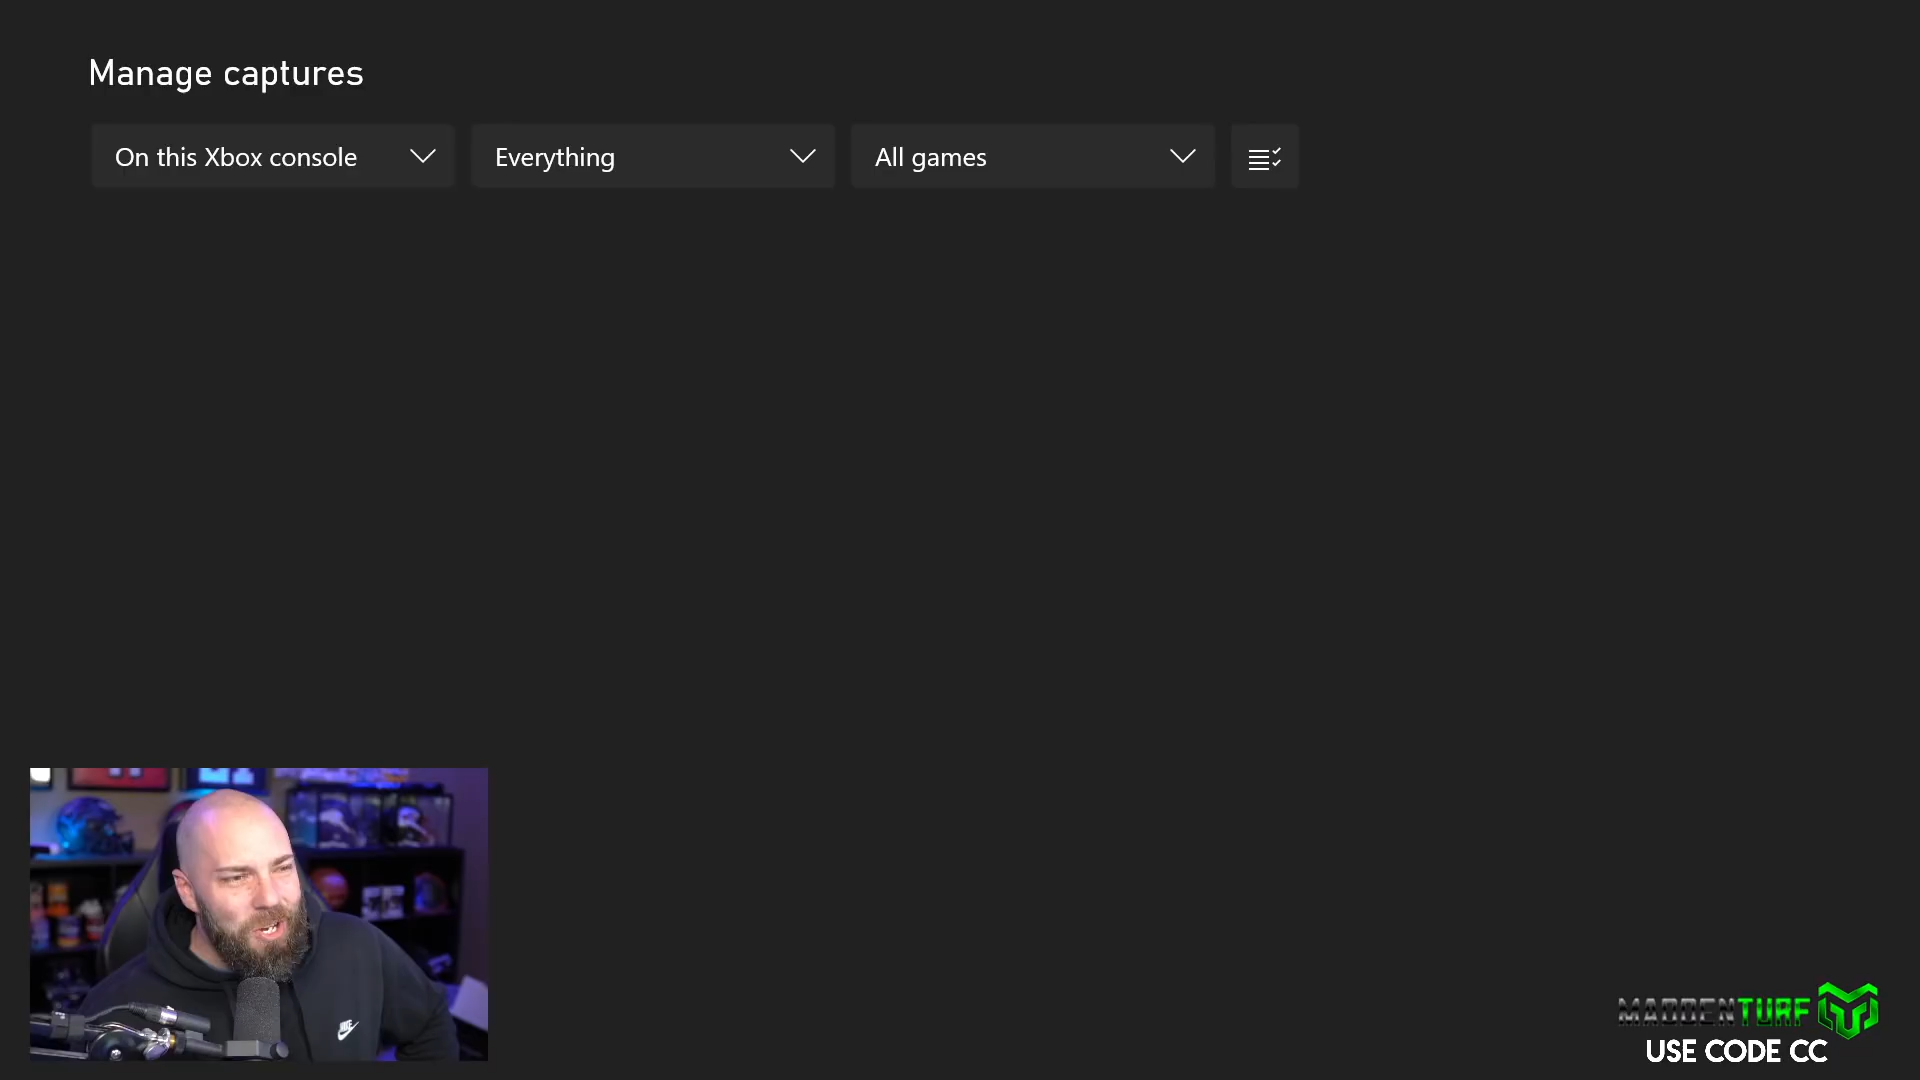 Manage captures
On this Xbox console
Everything
All games
MADDENTURF
USE CODE CC